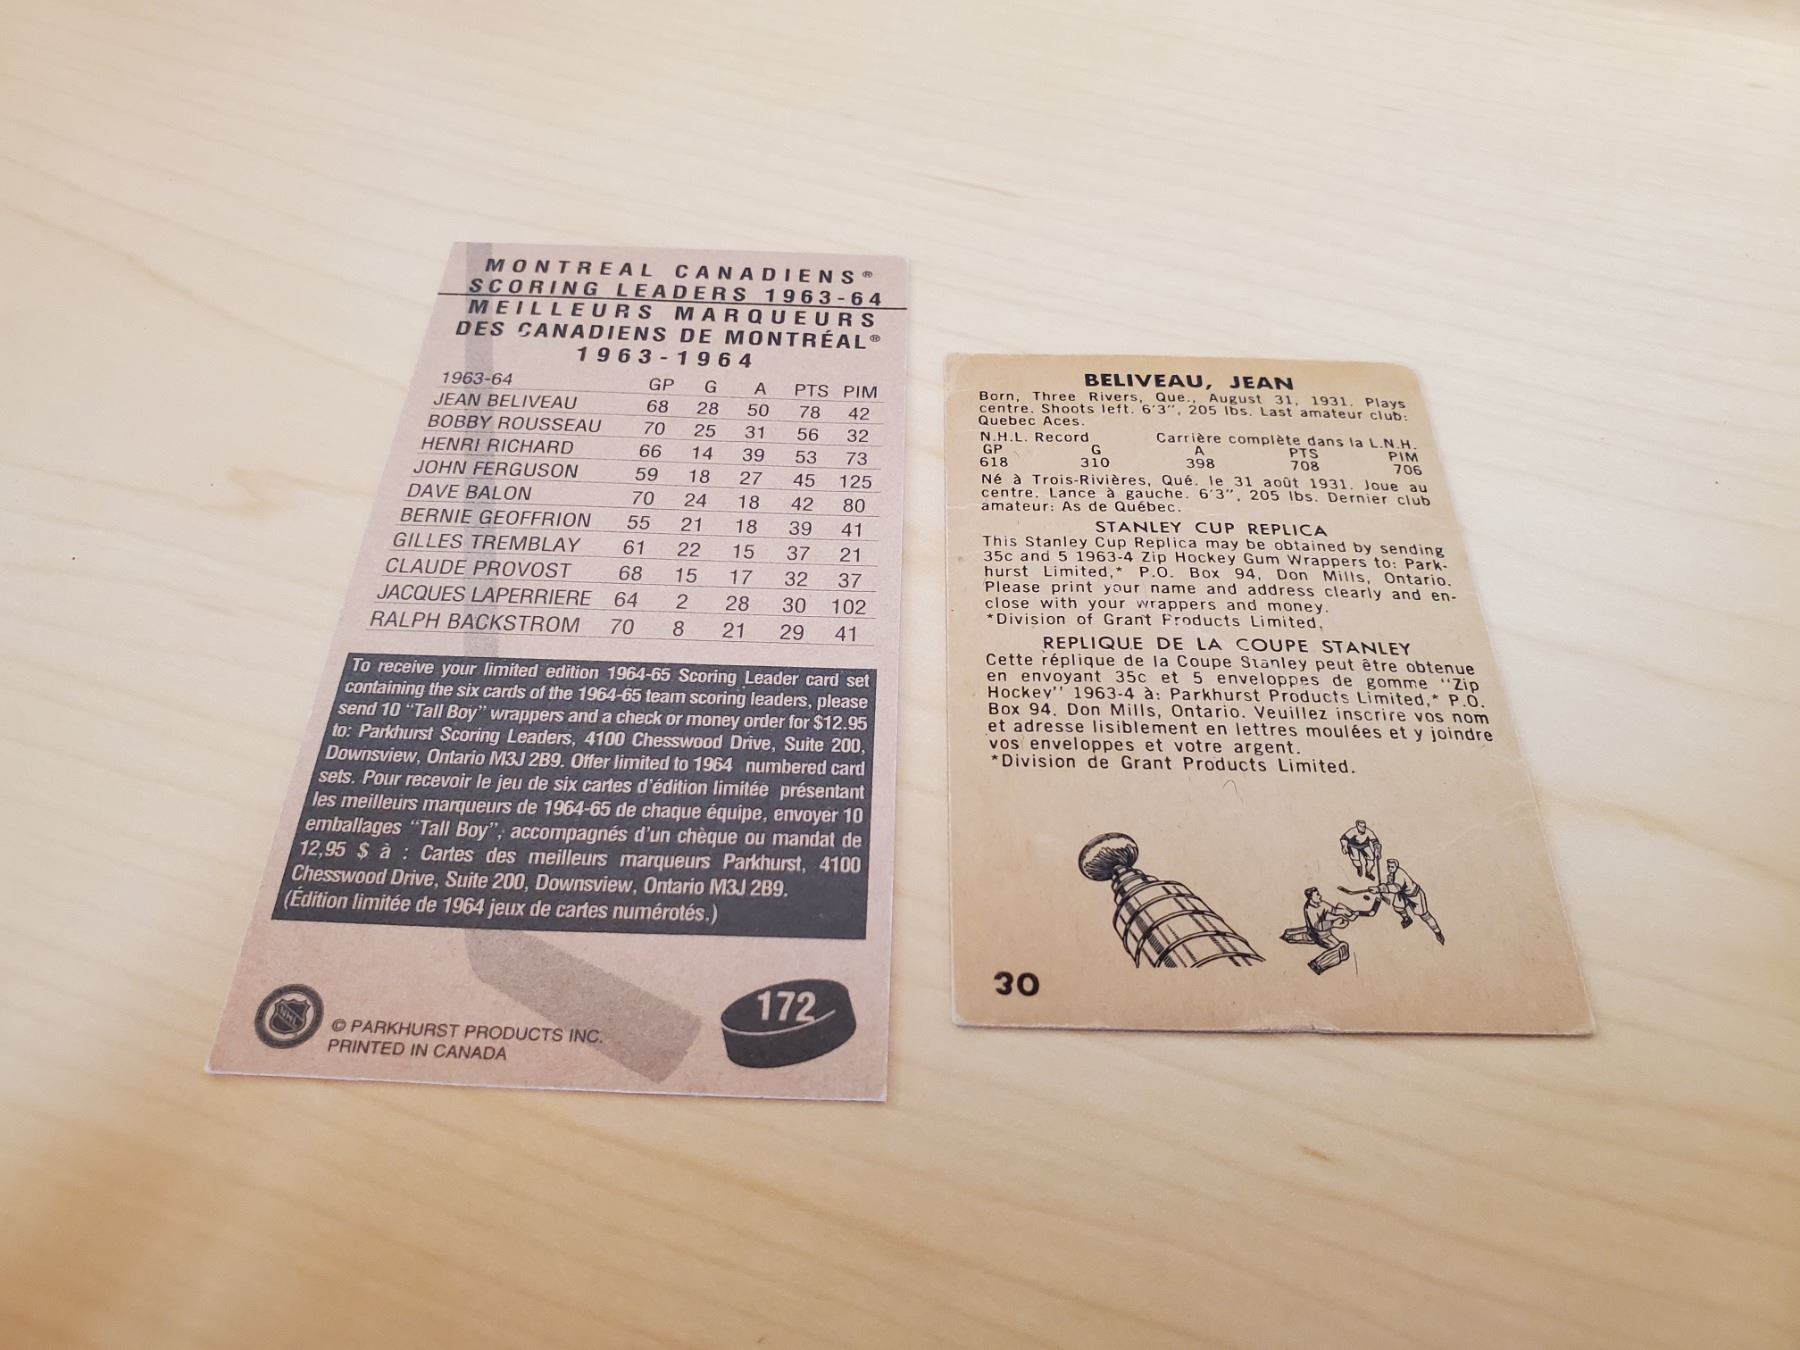 MONTREAL CANADIENS®
SCORING LEADERS 1963-64
MEILLEURS MARQUEURS
DES CANADIENS DE MONTRÉAL®
1963-1964
1963-64 GP G A PTS PIM
JEAN BELIVEAU 68 28 50 78 42
BOBBY ROUSSEAU 70 25 31 56 32
HENRI RICHARD 66 14 39 53 73
JOHN FERGUSON 59 18 27 45 125
DAVE BALON 70 24 18 42 80
BERNIE GEOFFRION 55 21 18 39 41
GILLES TREMBLAY 61 22 15 37 21
CLAUDE PROVOST 68 15 17 32 37
JACQUES LAPERRIERE 64 2 28 30 102
RALPH BACKSTROM 70 8 21 29 41
To receive your limited edition 1964-65 Scoring Leader card set
containing the six cards of the 1964-65 team scoring leaders, please
send 10 "Tall Boy" wrappers and a check or money order for $12.95
to: Parkhurst Scoring Leaders, 4100 Chesswood Drive, Suite 200,
Downsview, Ontario M3J 2B9. Offer limited to 1964 numbered card
sets. Pour recevoir le jeu de six cartes d'édition limitée présentant
les meilleurs marqueurs de 1964-65 de chaque équipe, envoyer 10
emballages "Tall Boy", accompagnés d'un chèque ou mandat de
12,95 $ à : Cartes des meilleurs marqueurs Parkhurst, 4100
Chesswood Drive, Suite 200, Downsview, Ontario M3J 2B9.
(Édition limitée de 1964 jeux de cartes numérotés.)
NHL
© PARKHURST PRODUCTS INC.
PRINTED IN CANADA
172
BELIVEAU, JEAN
Born, Three Rivers, Que., August 31, 1931. Plays
centre. Shoots left. 6'3", 205 lbs. Last amateur club:
Quebec Aces.
N.H.L. Record Carrière complète dans la L.N.H.
GP G A PTS PIM
618 310 398 708 706
Né à Trois-Rivières, Qué. le 31 août 1931. Joue au
centre. Lance à gauche. 6'3", 205 lbs. Dernier club
amateur: As de Québec.
STANLEY CUP REPLICA
This Stanley Cup Replica may be obtained by sending
35c and 5 1963-4 Zip Hockey Gum Wrappers to: Park-
hurst Limited,* P.O. Box 94, Don Mills, Ontario.
Please print your name and address clearly and en-
close with your wrappers and money.
*Division of Grant Products Limited,
REPLIQUE DE LA COUPE STANLEY
Cette réplique de la Coupe Stanley peut être obtenue
en envoyant 35c et 5 enveloppes de gomme "Zip
Hockey" 1963-4 à: Parkhurst Products Limited,* P.O.
Box 94, Don Mills, Ontario. Veuillez inscrire vos nom
et adresse lisiblement en lettres moulées et y joindre
vos enveloppes et votre argent.
*Division de Grant Products Limited.
30